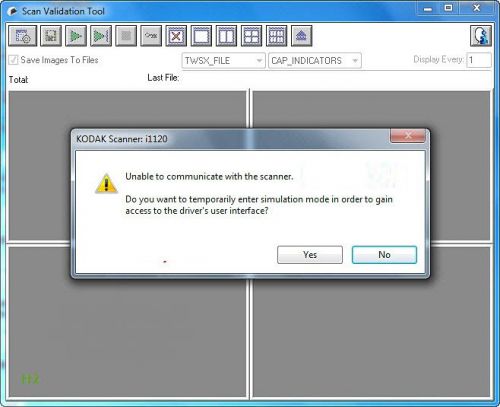 Scan Validation Tool
Save Images To Files
TWSX_FILE
CAP_INDICATORS
Display Every: 1
Total:
Last File:
KODAK Scanner: i1120
Unable to communicate with the scanner.
Do you want to temporarily enter simulation mode in order to gain
access to the driver's user interface?
Yes
No